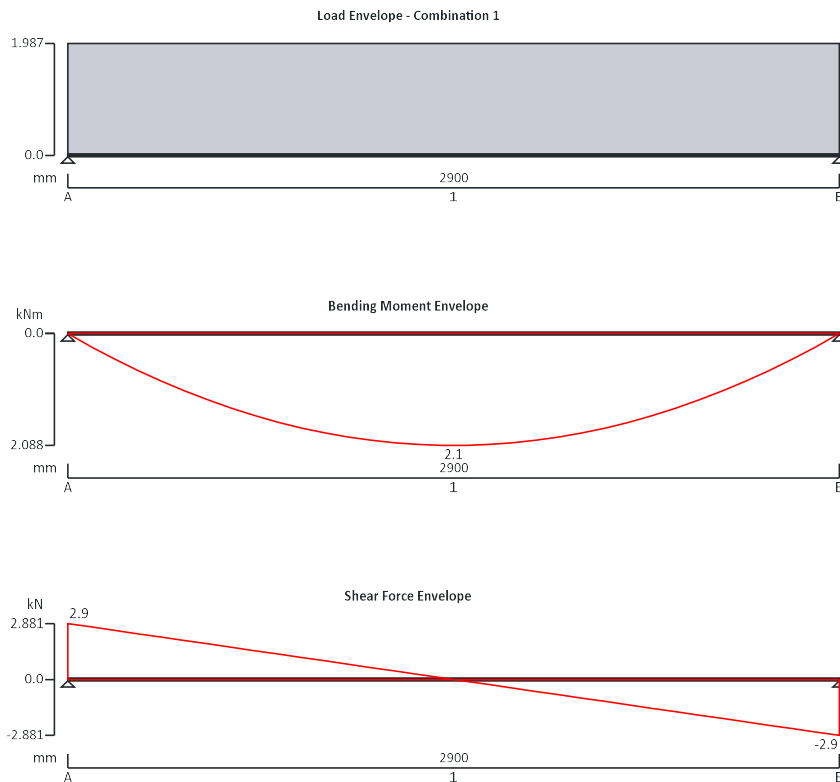 Load Envelope - Combination 1
1.987
0.0
mm
2900
A
1
B
Bending Moment Envelope
kNm
0.0
2.088
2.1
mm
2900
A
1
B
Shear Force Envelope
kN
2.9
2.881
0.0
-2.881
-2.9
mm
2900
A
1